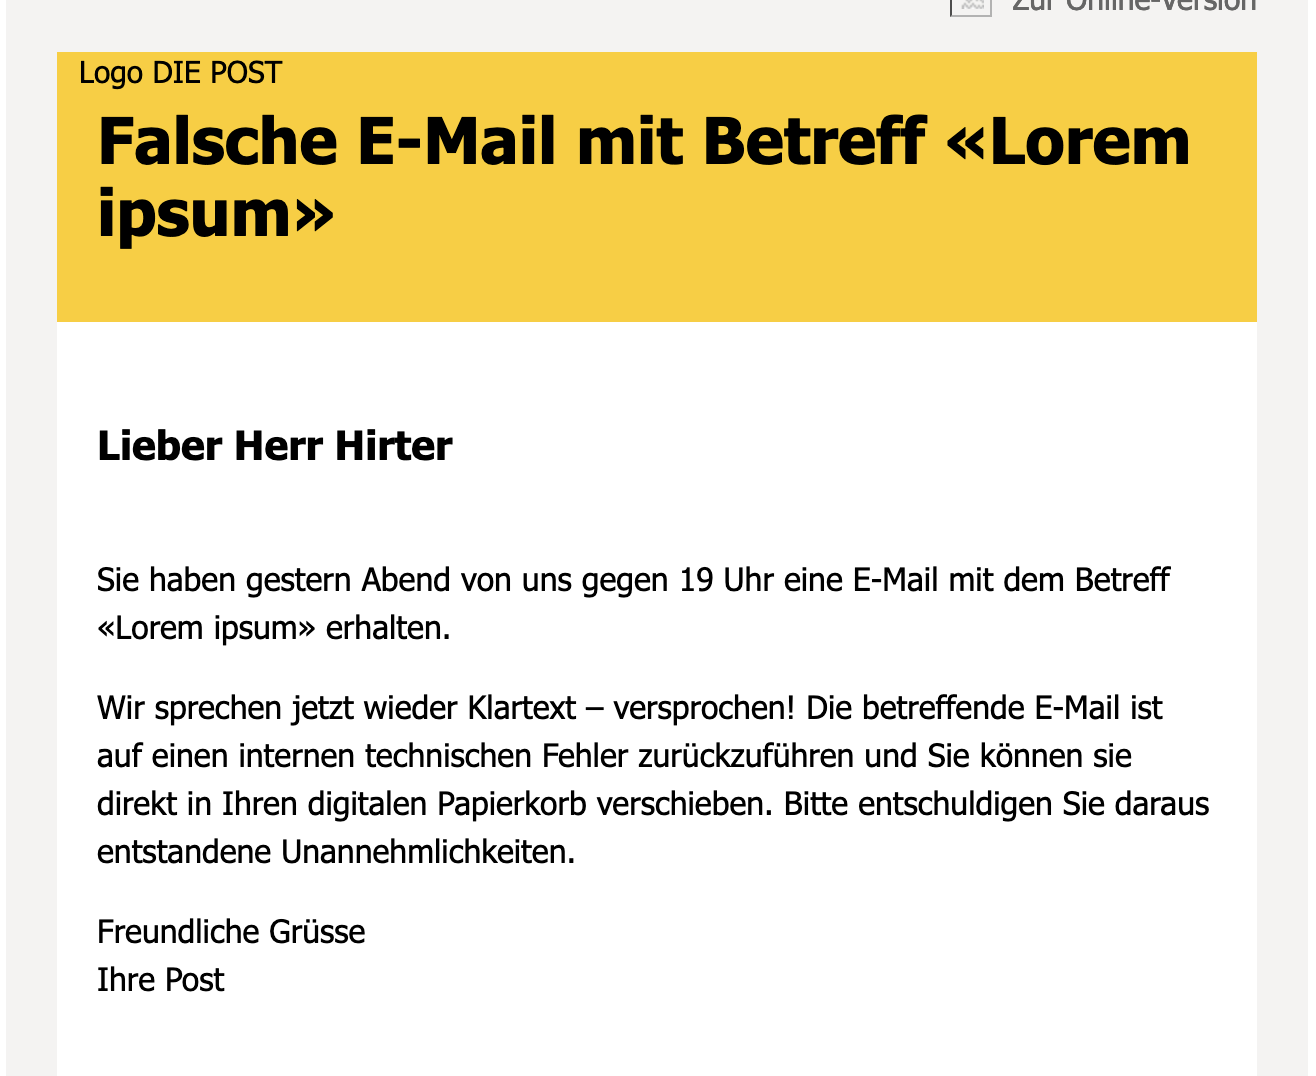 Zur Online-Version
Logo DIE POST
Falsche E-Mail mit Betreff «Lorem
ipsum»
Lieber Herr Hirter
Sie haben gestern Abend von uns gegen 19 Uhr eine E-Mail mit dem Betreff
«Lorem ipsum» erhalten.
Wir sprechen jetzt wieder Klartext – versprochen! Die betreffende E-Mail ist
auf einen internen technischen Fehler zurückzuführen und Sie können sie
direkt in Ihren digitalen Papierkorb verschieben. Bitte entschuldigen Sie daraus
entstandene Unannehmlichkeiten.
Freundliche Grüsse
Ihre Post